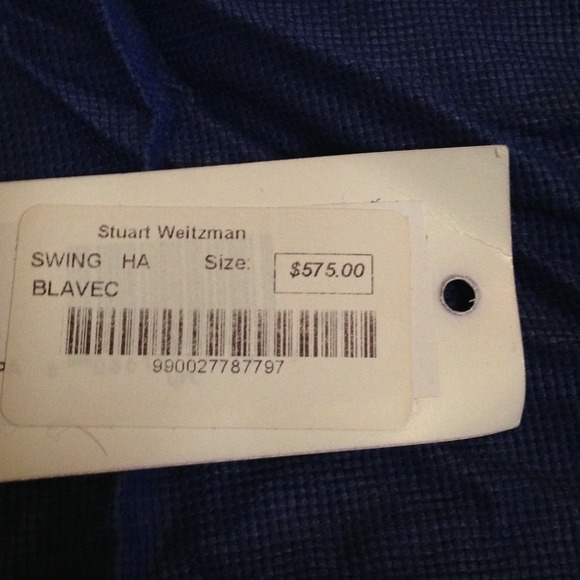 Stuart Weitzman
SWING HA Size: $575.00
BLAVEC
990027787797